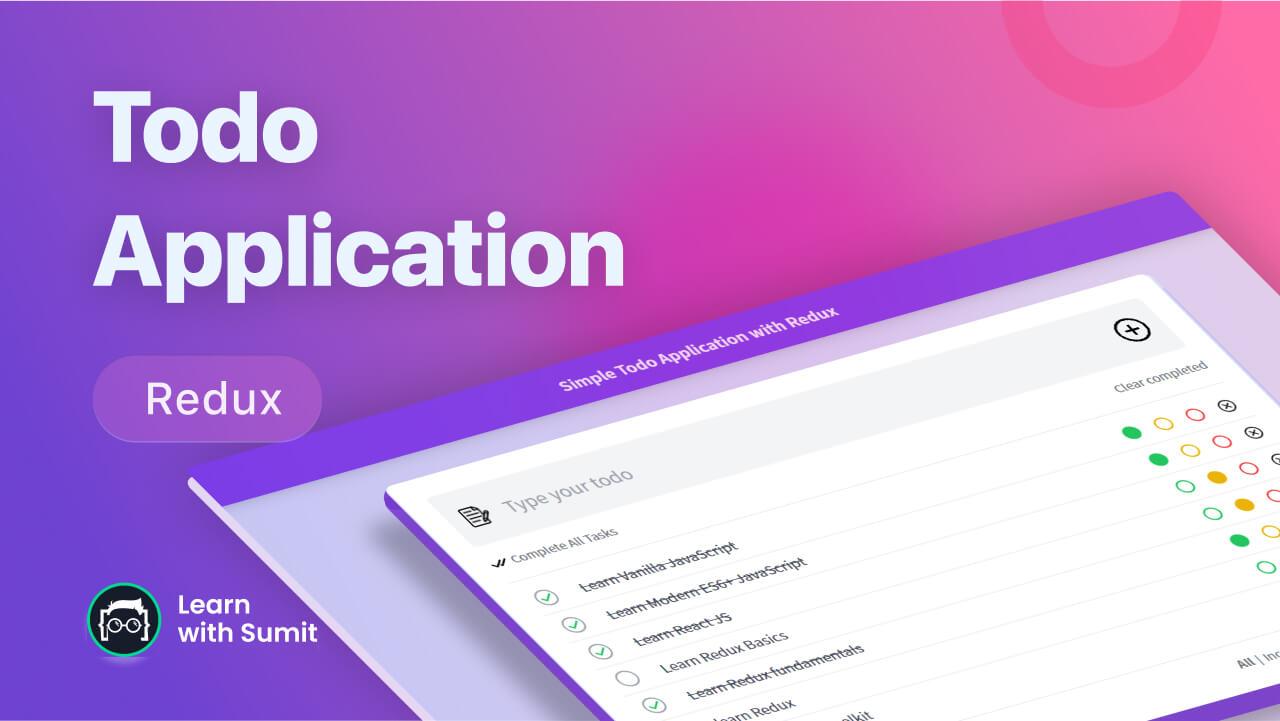 Todo
Application
Redux
Simple Todo Application with Redux
Type your todo
Complete All Tasks
Clear completed
Learn Vanilla JavaScript
Learn Modern ES6+ JavaScript
Learn React JS
Learn Redux Basics
Learn Redux fundamentals
Learn Redux
All |
Learn
with Sumit